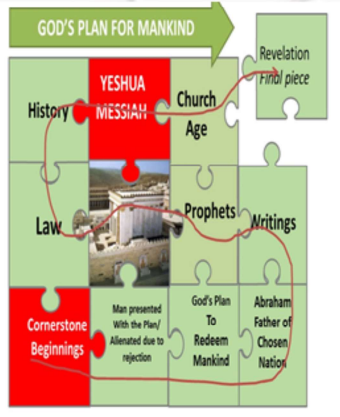 GOD'S PLAN FOR MANKIND
Revelation
Final piece
YESHUA
MESSIAH
History
Church
Age
Law
Prophets
Writings
Cornerstone
Beginnings
Man presented
With the Plan/
Alienated due to
rejection
God's Plan
To
Redeem
Mankind
Abraham
Father of
Chosen
Nation